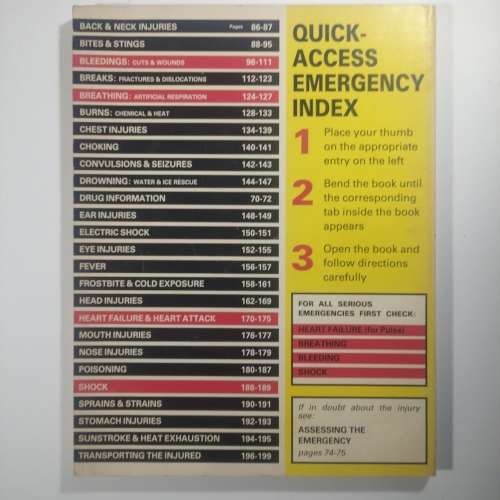 BACK & NECK INJURIES Pages 86-87
BITES & STINGS 88-95
BLEEDINGS: CUTS & WOUNDS 96-111
BREAKS: FRACTURES & DISLOCATIONS 112-123
BREATHING: ARTIFICIAL RESPIRATION 124-127
BURNS: CHEMICAL & HEAT 128-133
CHEST INJURIES 134-139
CHOKING 140-141
CONVULSIONS & SEIZURES 142-143
DROWNING: WATER & ICE RESCUE 144-147
DRUG INFORMATION 70-72
EAR INJURIES 148-149
ELECTRIC SHOCK 150-151
EYE INJURIES 152-155
FEVER 156-157
FROSTBITE & COLD EXPOSURE 158-161
HEAD INJURIES 162-169
HEART FAILURE & HEART ATTACK 170-175
MOUTH INJURIES 176-177
NOSE INJURIES 178-179
POISONING 180-187
SHOCK 188-189
SPRAINS & STRAINS 190-191
STOMACH INJURIES 192-193
SUNSTROKE & HEAT EXHAUSTION 194-195
TRANSPORTING THE INJURED 196-199
QUICK-
ACCESS
EMERGENCY
INDEX
1 Place your thumb
on the appropriate
entry on the left
2 Bend the book until
the corresponding
tab inside the book
appears
3 Open the book and
follow directions
carefully
FOR ALL SERIOUS
EMERGENCIES FIRST CHECK:
HEART FAILURE (for Pulse)
BREATHING
BLEEDING
SHOCK
If in doubt about the injury
see:
ASSESSING THE
EMERGENCY
pages 74-75